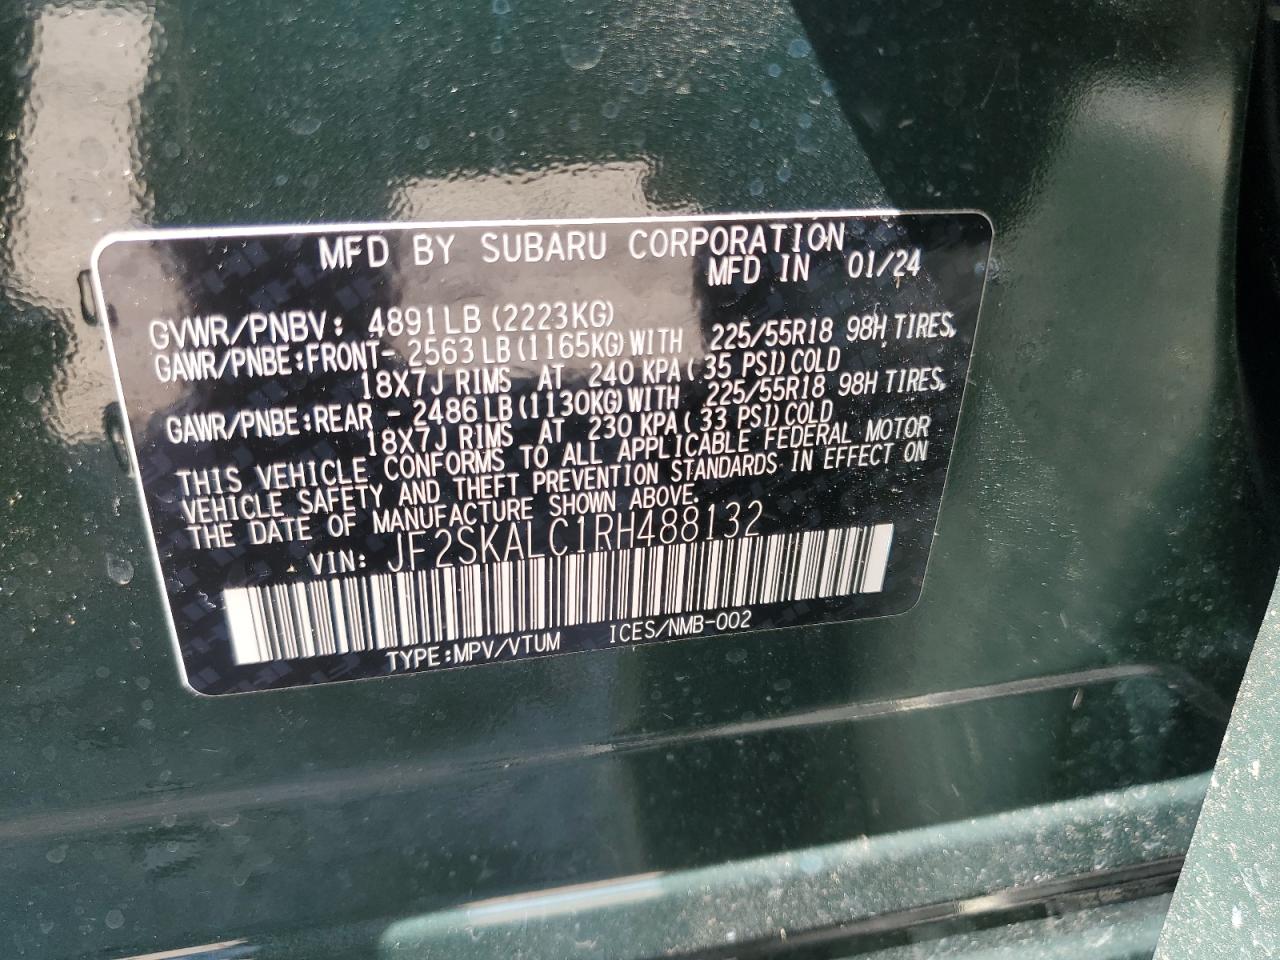 MFD BY SUBARU CORPORATION
MFD IN 01/24
GVWR/PNBV: 4891LB (2223KG)
GAWR/PNBE:FRONT- 2563LB (1165KG) WITH 225/55R18 98H TIRES,
18X7J RIMS AT 240 KPA( 35 PSI) COLD
GAWR/PNBE:REAR - 2486LB (1130KG) WITH 225/55R18 98H TIRES,
18X7J RIMS AT 230 KPA( 33 PSI) COLD
THIS VEHICLE CONFORMS TO ALL APPLICABLE FEDERAL MOTOR
VEHICLE SAFETY AND THEFT PREVENTION STANDARDS IN EFFECT ON
THE DATE OF MANUFACTURE SHOWN ABOVE.
VIN: JF2SKALC1RH488132
TYPE:MPV/VTUM ICES/NMB-002